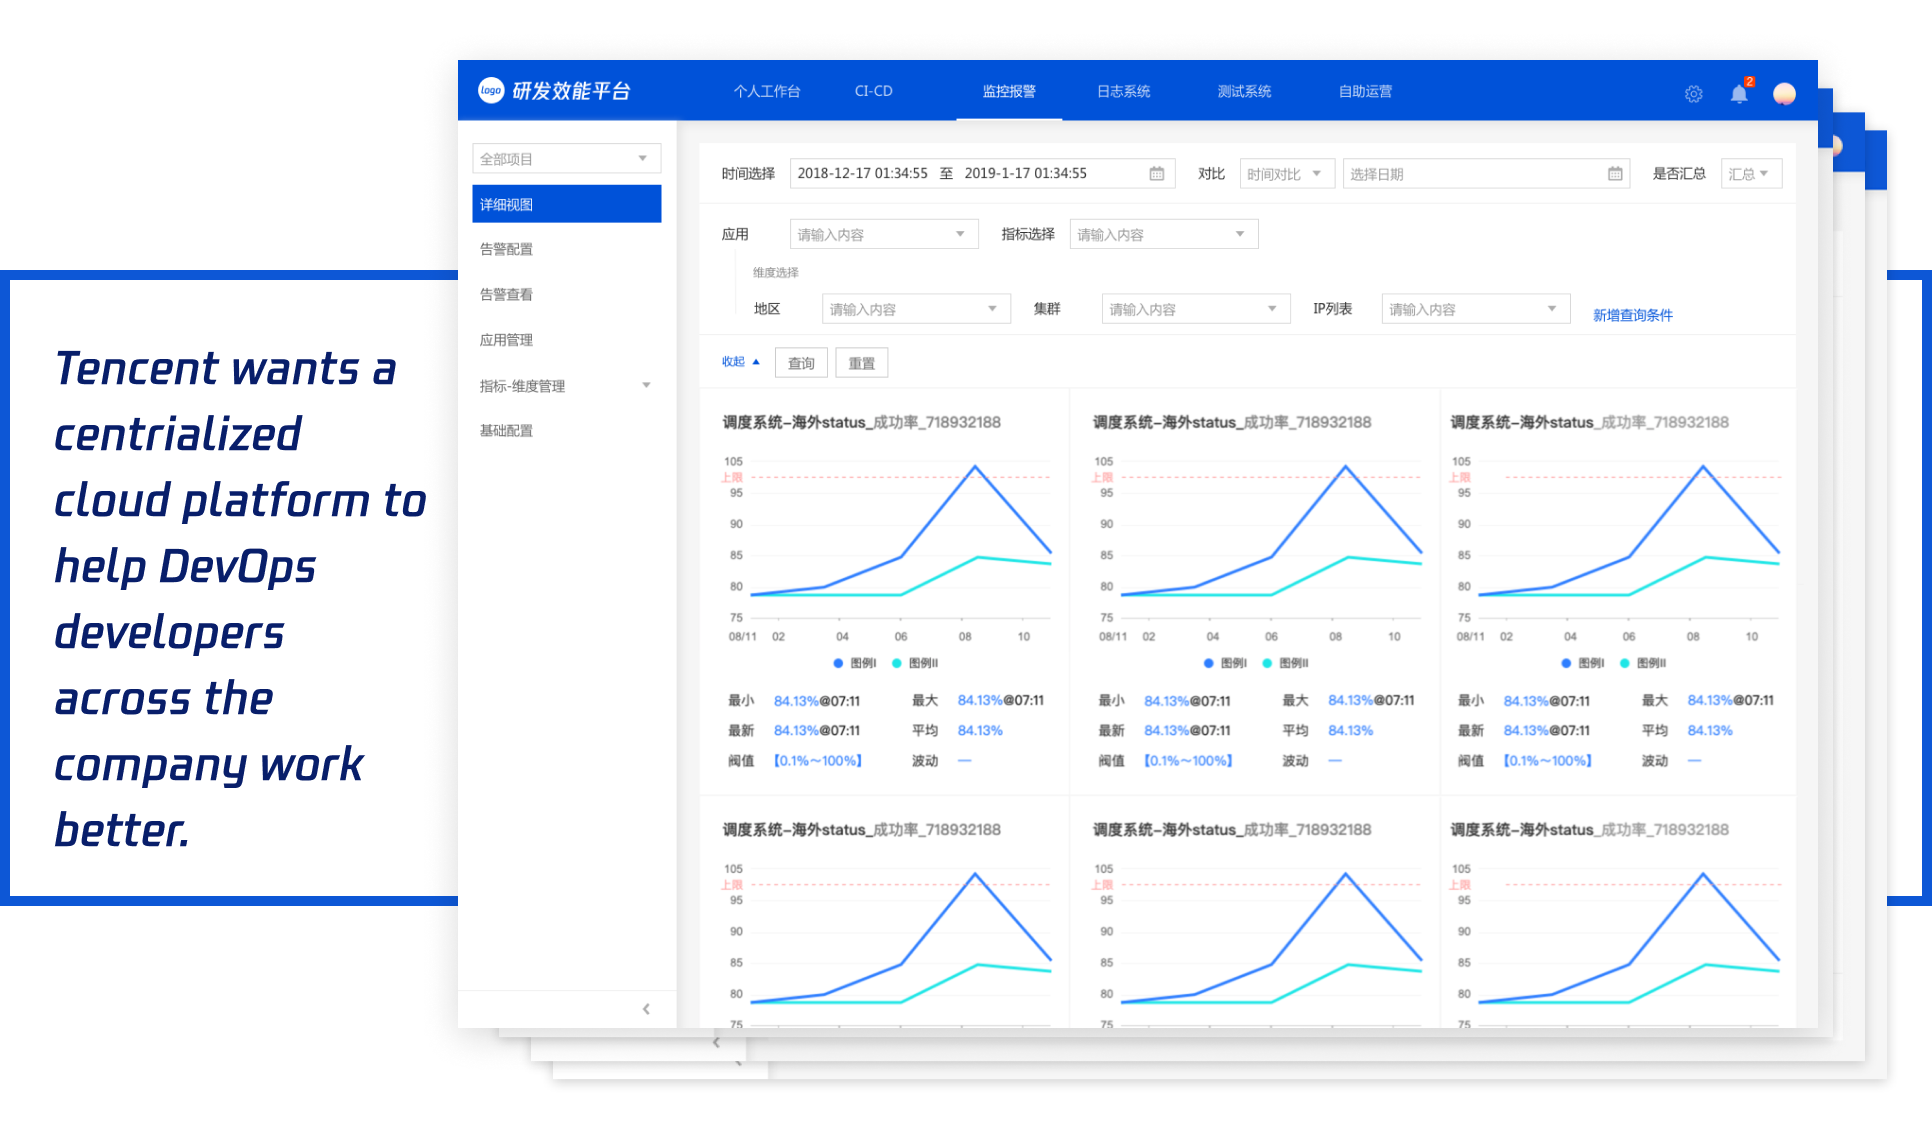 Tencent wants a
centrialized
cloud platform to
help DevOps
developers
across the
company work
better.
logo 研发效能平台 个人工作台 CI-CD 监控报警 日志系统 测试系统 自助运营 2
全部项目
详细视图
告警配置
告警查看
应用管理
指标-维度管理
基础配置
时间选择 2018-12-17 01:34:55 至 2019-1-17 01:34:55 对比 时间对比 选择日期 是否汇总 汇总
应用 请输入内容 指标选择 请输入内容
维度选择
地区 请输入内容 集群 请输入内容 IP列表 请输入内容 新增查询条件
收起 查询 重置
调度系统-海外status_成功率_718932188
105
上限
95
90
85
80
75
08/11 02 04 06 08 10
图例I 图例II
最小 84.13%@07:11 最大 84.13%@07:11
最新 84.13%@07:11 平均 84.13%
阀值 【0.1%~100%】 波动 —
调度系统-海外status_成功率_718932188
105
上限
95
90
85
80
75
08/11 02 04 06 08 10
图例I 图例II
最小 84.13%@07:11 最大 84.13%@07:11
最新 84.13%@07:11 平均 84.13%
阀值 【0.1%~100%】 波动 —
调度系统-海外status_成功率_718932188
105
上限
95
90
85
80
75
08/11 02 04 06 08 10
图例I 图例II
最小 84.13%@07:11 最大 84.13%@07:11
最新 84.13%@07:11 平均 84.13%
阀值 【0.1%~100%】 波动 —
调度系统-海外status_成功率_718932188
105
上限
95
90
85
80
75
调度系统-海外status_成功率_718932188
105
上限
95
90
85
80
75
调度系统-海外status_成功率_718932188
105
上限
95
90
85
80
75